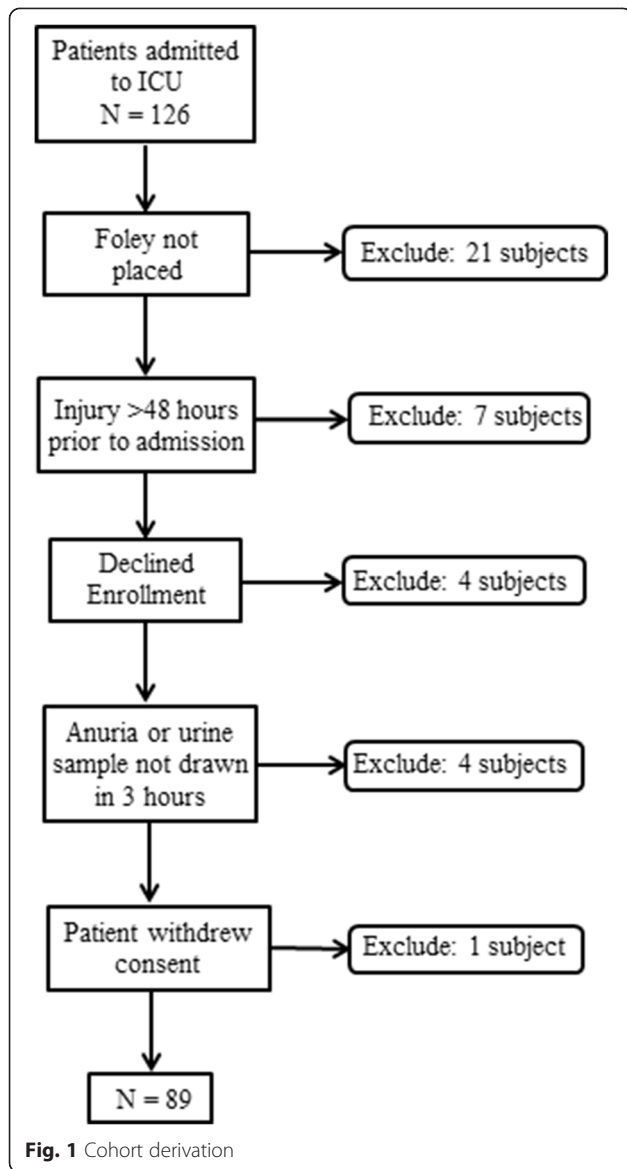 Patients admitted
to ICU
N = 126
Foley not
placed
Exclude: 21 subjects
Injury >48 hours
prior to admission
Exclude: 7 subjects
Declined
Enrollment
Exclude: 4 subjects
Anuria or urine
sample not drawn
in 3 hours
Exclude: 4 subjects
Patient withdrew
consent
Exclude: 1 subject
N = 89
Fig. 1 Cohort derivation